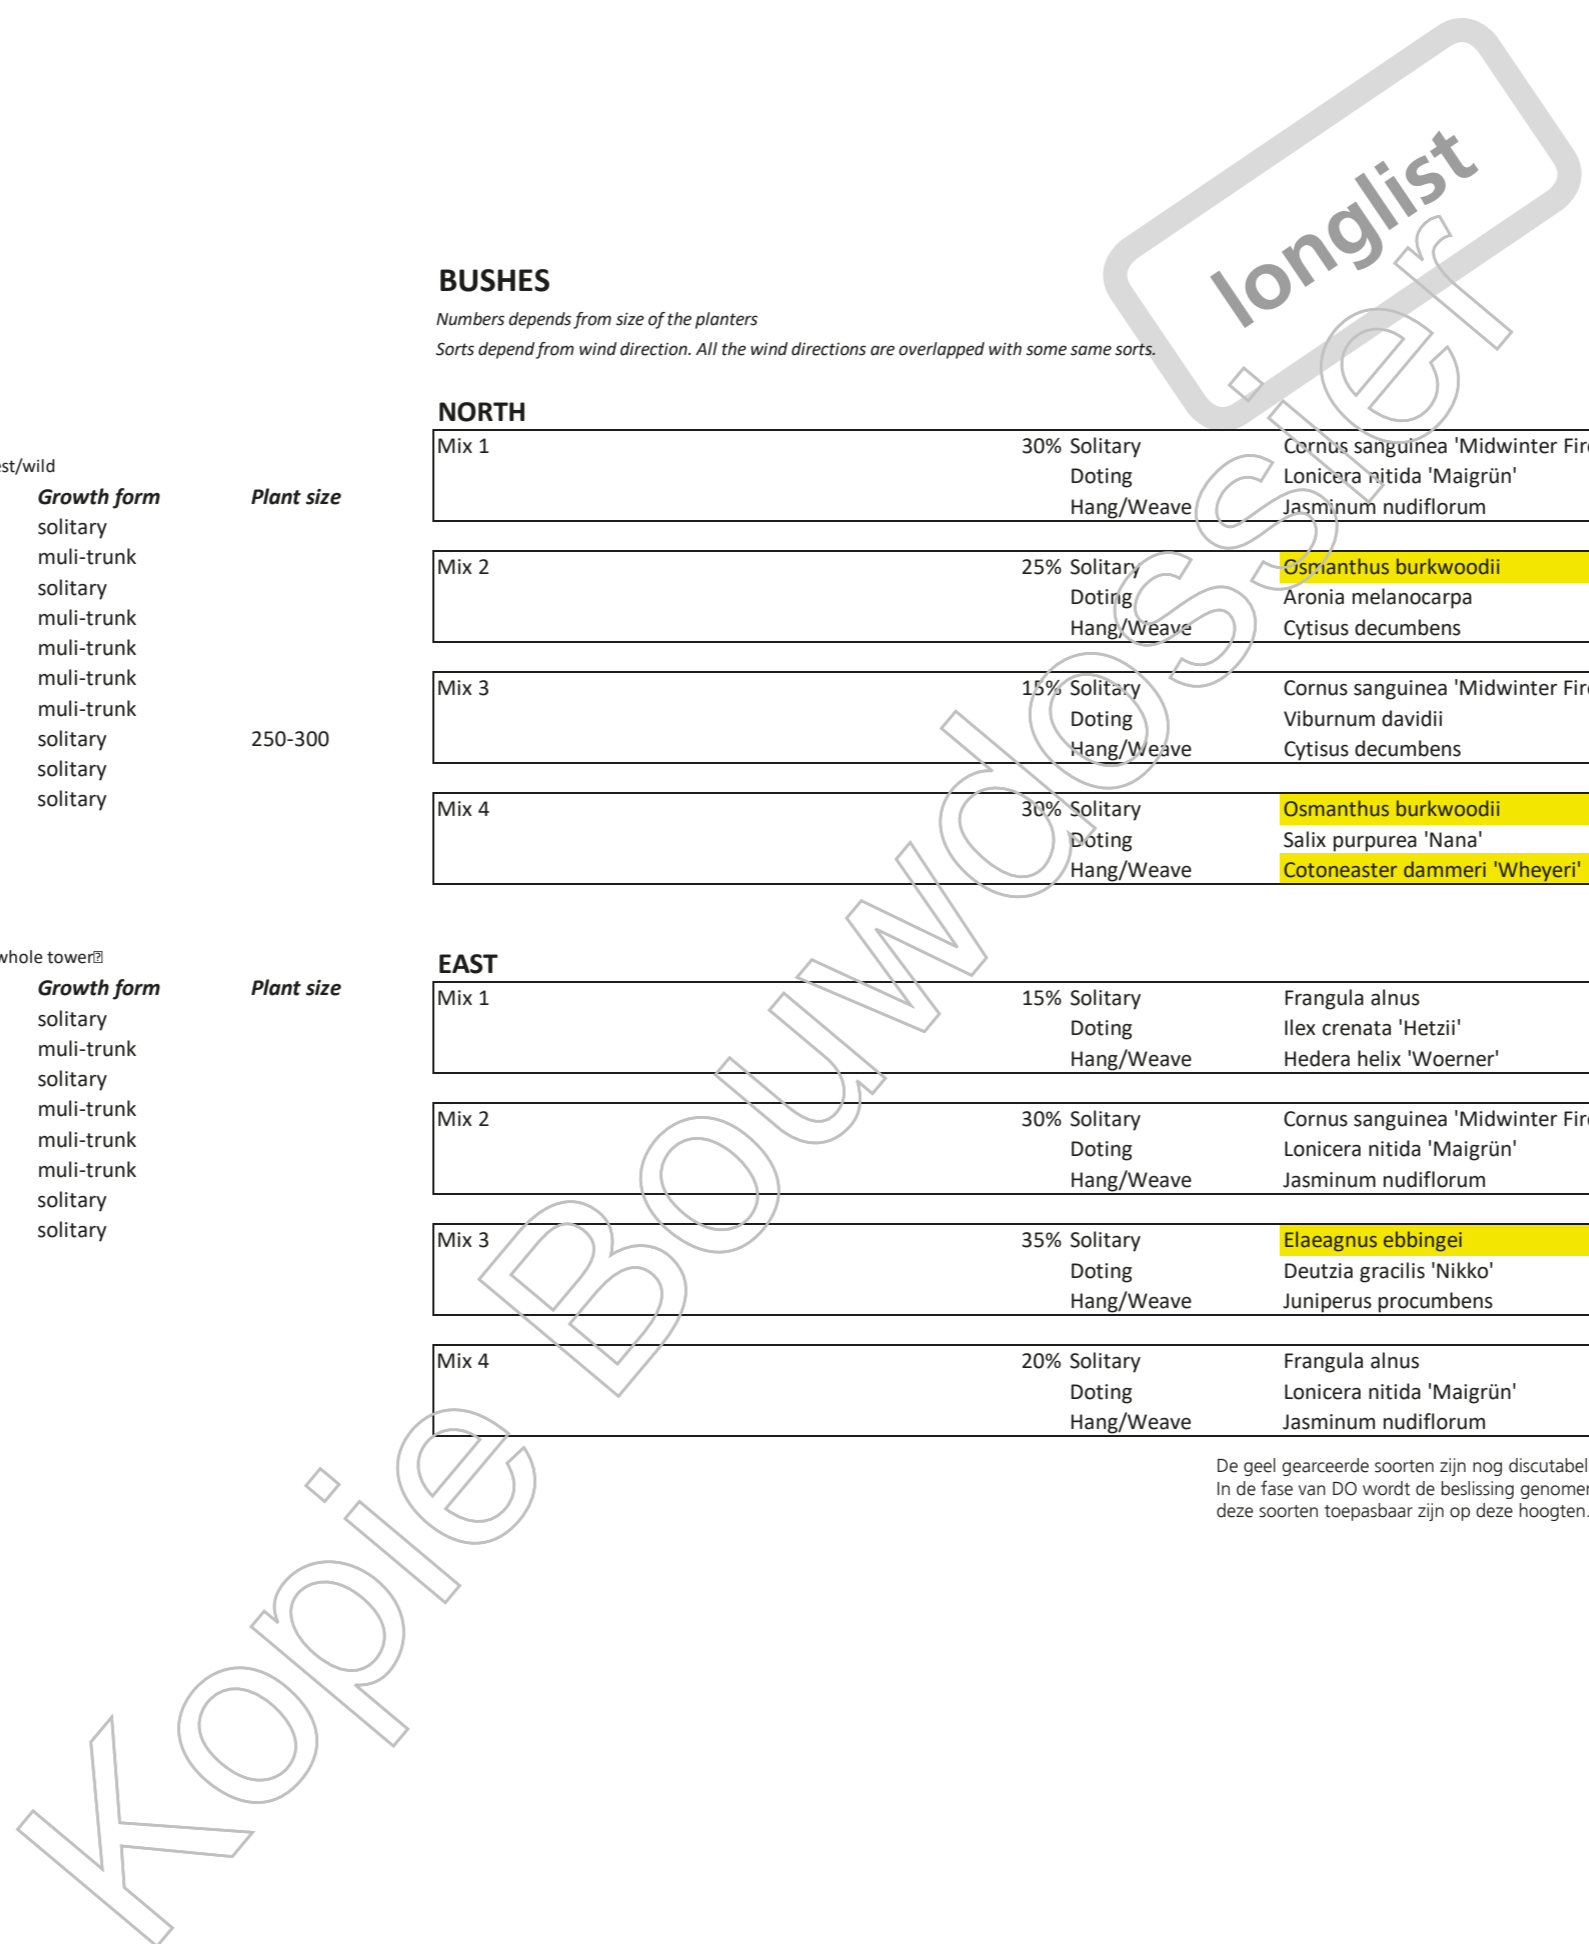 longlist
BUSHES
Numbers depends from size of the planters
Sorts depend from wind direction. All the wind directions are overlapped with some same sorts.
est/wild
Growth form Plant size
solitary
muli-trunk
solitary
muli-trunk
muli-trunk
muli-trunk
muli-trunk
solitary 250-300
solitary
solitary
whole tower
Growth form Plant size
solitary
muli-trunk
solitary
muli-trunk
muli-trunk
muli-trunk
solitary
solitary
NORTH
Mix 1 30% Solitary Cornus sanguinea 'Midwinter Fire
Doting Lonicera nitida 'Maigrün'
Hang/Weave Jasminum nudiflorum
Mix 2 25% Solitary Osmanthus burkwoodii
Doting Aronia melanocarpa
Hang/Weave Cytisus decumbens
Mix 3 15% Solitary Cornus sanguinea 'Midwinter Fire
Doting Viburnum davidii
Hang/Weave Cytisus decumbens
Mix 4 30% Solitary Osmanthus burkwoodii
Doting Salix purpurea 'Nana'
Hang/Weave Cotoneaster dammeri 'Wheyeri'
EAST
Mix 1 15% Solitary Frangula alnus
Doting Ilex crenata 'Hetzii'
Hang/Weave Hedera helix 'Woerner'
Mix 2 30% Solitary Cornus sanguinea 'Midwinter Fire
Doting Lonicera nitida 'Maigrün'
Hang/Weave Jasminum nudiflorum
Mix 3 35% Solitary Elaeagnus ebbingei
Doting Deutzia gracilis 'Nikko'
Hang/Weave Juniperus procumbens
Mix 4 20% Solitary Frangula alnus
Doting Lonicera nitida 'Maigrün'
Hang/Weave Jasminum nudiflorum
De geel gearceerde soorten zijn nog discutabel
In de fase van DO wordt de beslissing genomen
deze soorten toepasbaar zijn op deze hoogten.
Kopie Bouwdossier